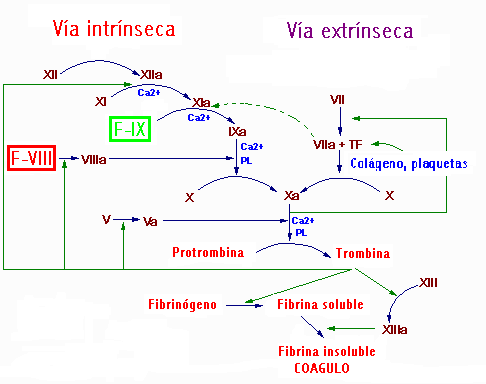 Vía intrínseca
Vía extrínseca
XII
XIIa
XI
Ca2+
XIa
VII
F-IX
Ca2+
IXa
VIIa + TF
Ca2+
PL
F-VIII
VIIIa
Colágeno, plaquetas
X
Xa
X
V
Va
Ca2+
PL
Protrombina
Trombina
XIII
Fibrinógeno
Fibrina soluble
XIIIa
Fibrina insoluble
COAGULO